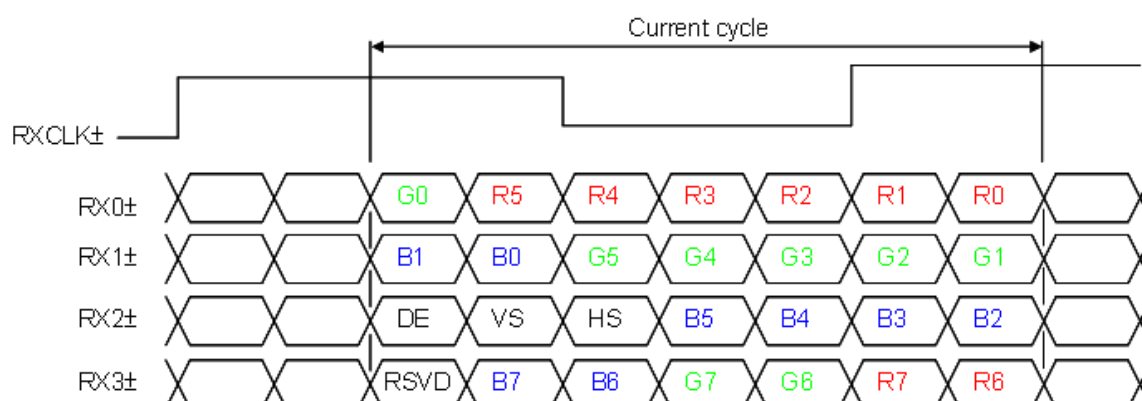 Current cycle
RXCLK±
RX0± G0 R5 R4 R3 R2 R1 R0
RX1± B1 B0 G5 G4 G3 G2 G1
RX2± DE VS HS B5 B4 B3 B2
RX3± RSVD B7 B6 G7 G6 R7 R6